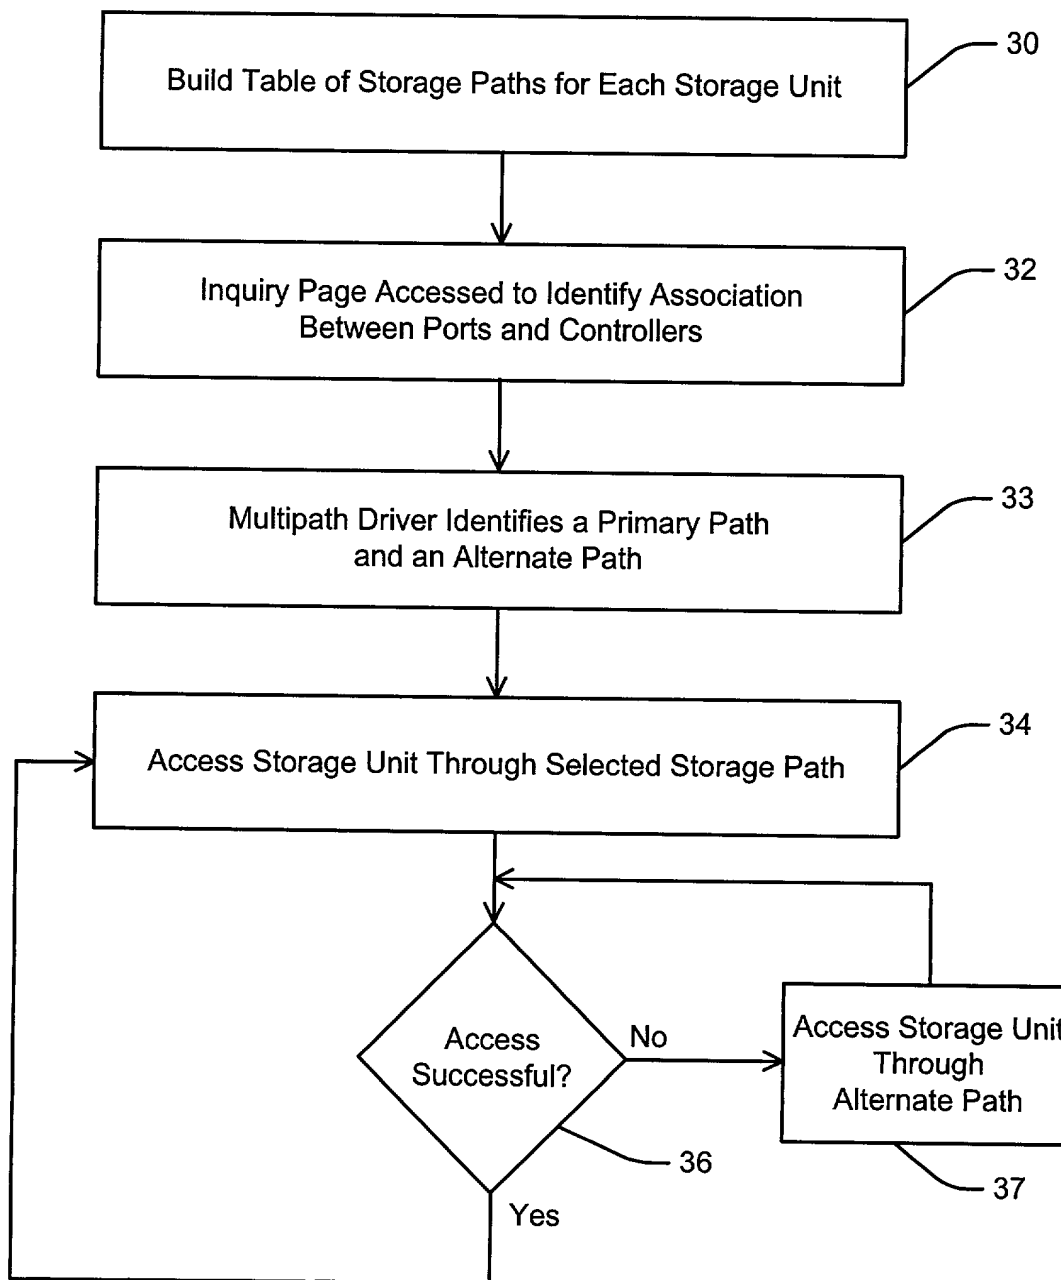 Build Table of Storage Paths for Each Storage Unit
30
Inquiry Page Accessed to Identify Association
Between Ports and Controllers
32
Multipath Driver Identifies a Primary Path
and an Alternate Path
33
Access Storage Unit Through Selected Storage Path
34
Access
Successful?
36
No
Access Storage Unit
Through
Alternate Path
37
Yes